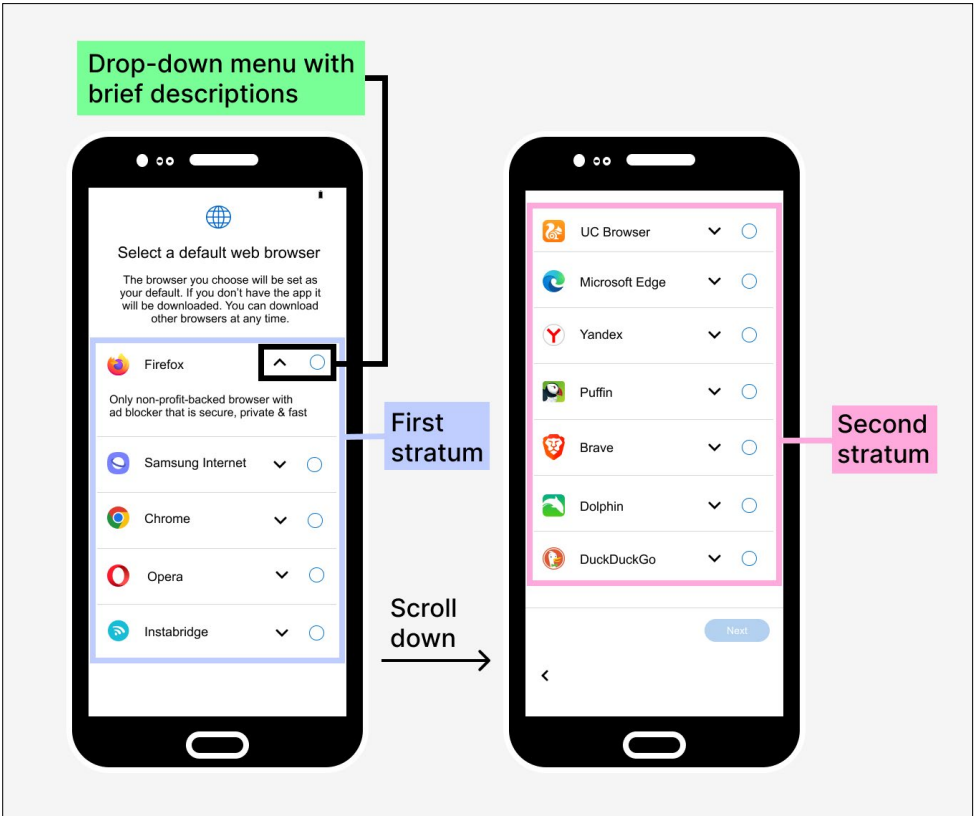 Drop-down menu with
brief descriptions
Select a default web browser
The browser you choose will be set as
your default. If you don’t have the app it
will be downloaded. You can download
other browsers at any time.
Firefox
Only non-profit-backed browser with
ad blocker that is secure, private & fast
Samsung Internet
Chrome
Opera
Instabridge
First
stratum
Scroll
down
UC Browser
Microsoft Edge
Yandex
Puffin
Brave
Dolphin
DuckDuckGo
Next
Second
stratum